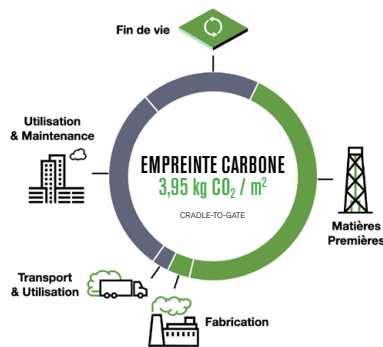 Fin de vie
Utilisation
& Maintenance
EMPREINTE CARBONE
3,95 kg CO₂ / m²
CRADLE-TO-GATE
Matières
Premières
Transport
& Utilisation
Fabrication